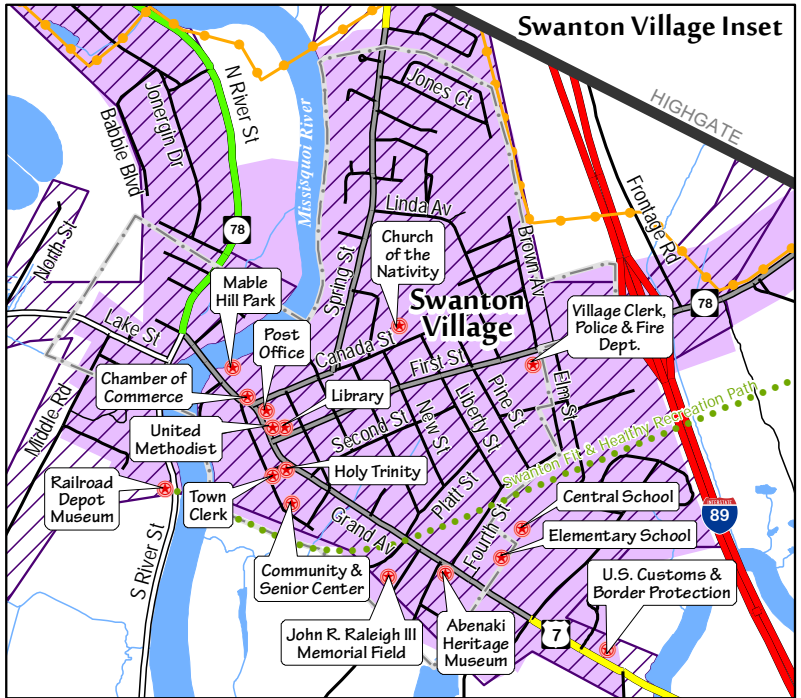 Swanton Village Inset
HIGHGATE
Jones Ct
N River St
Jonergin Dr
Babbie Blvd
Missisquoi River
Frontage Rd
Linda Av
78
North St
Church
of the
Nativity
Brown Av
Spring St
Mable
Hill Park
Swanton
Village
Village Clerk,
Police & Fire
Dept.
78
Lake St
Post
Office
Canada St
First St
Chamber of
Commerce
Library
Pine St
Elm St
Middle Rd
United
Methodist
Second St
New St
Liberty St
Swanton Fit & Healthy Recreation Path
Railroad
Depot
Museum
Town
Clerk
Holy Trinity
Platt St
Central School
INTERSTATE
89
Grand Av
Fourth St
Elementary School
S River St
Community &
Senior Center
U.S. Customs &
Border Protection
John R. Raleigh III
Memorial Field
Abenaki
Heritage
Museum
7